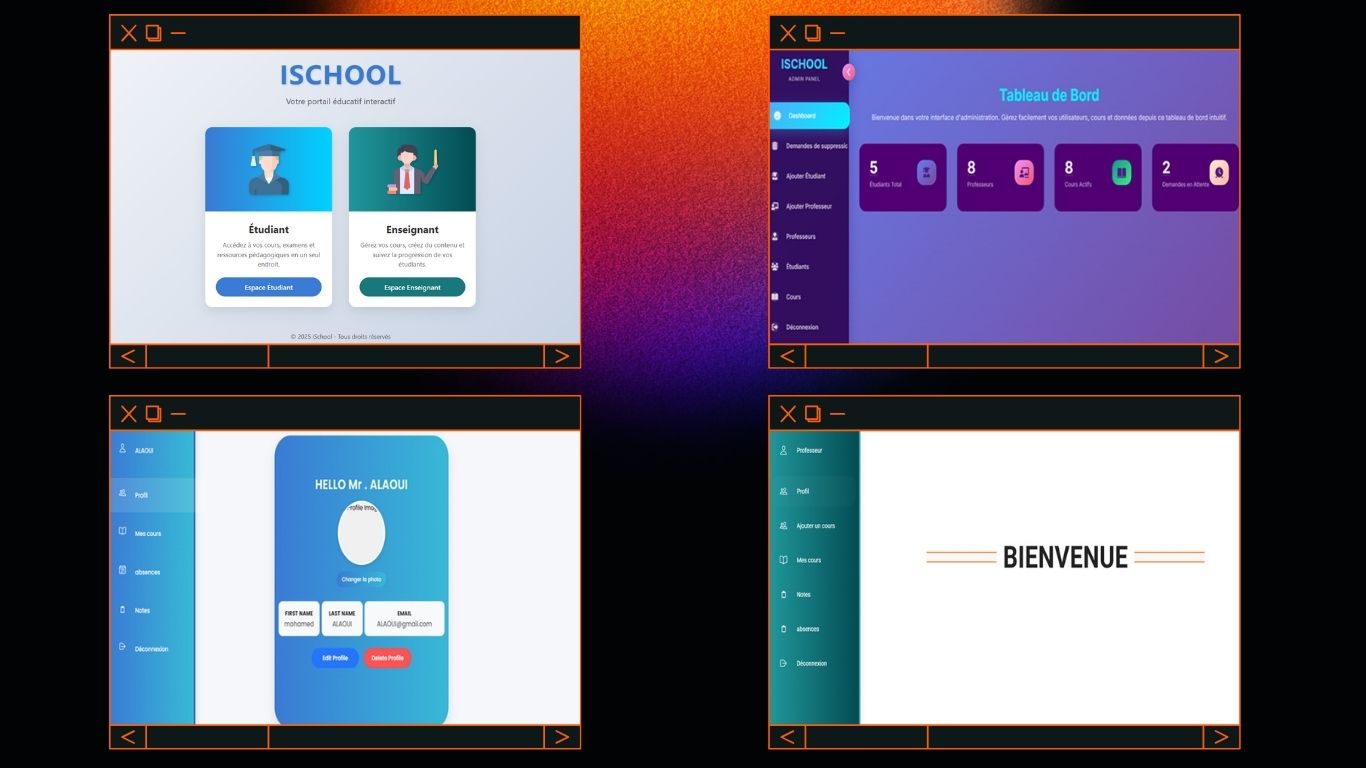 ISCHOOL
Votre portail éducatif interactif
Étudiant
Accédez à vos cours, examens et
ressources pédagogiques en un seul
endroit.
Espace Étudiant
Enseignant
Gérez vos cours, créez du contenu et
suivez la progression de vos
étudiants.
Espace Enseignant
© 2025 iSchool - Tous droits réservés
ISCHOOL
ADMIN PANEL
Dashboard
Demandes de suppressic
Ajouter Étudiant
Ajouter Professeur
Professeurs
Étudiants
Cours
Déconnexion
Tableau de Bord
Bienvenue dans votre interface d'administration. Gérez facilement vos utilisateurs, cours et données depuis ce tableau de bord intuitif.
5
Étudiants Total
8
Professeurs
8
Cours Actifs
2
Demandes en Attente
ALAOUI
Profil
Mes cours
absences
Notes
Déconnexion
HELLO Mr . ALAOUI
rofile Imag
Changer la photo
FIRST NAME
mohamed
LAST NAME
ALAOUI
EMAIL
ALAOUI@gmail.com
Edit Profile
Delete Profile
Professeur
Profil
Ajouter un cours
Mes cours
Notes
absences
Déconnexion
BIENVENUE